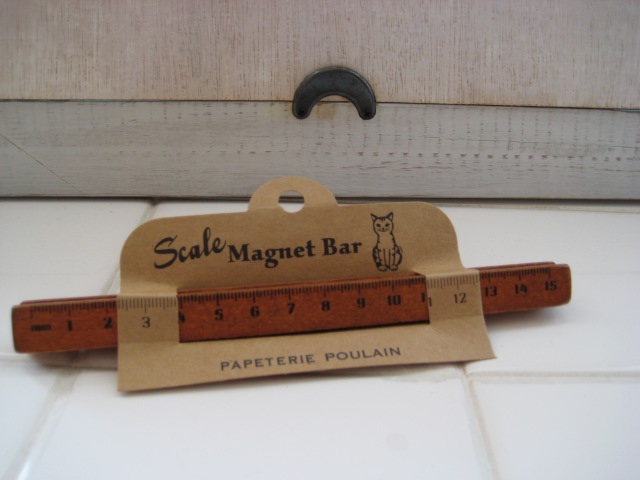 Scale Magnet Bar
1 2 3 4 5 6 7 8 9 10 1 12 13 14 15
PAPETERIE POULAIN